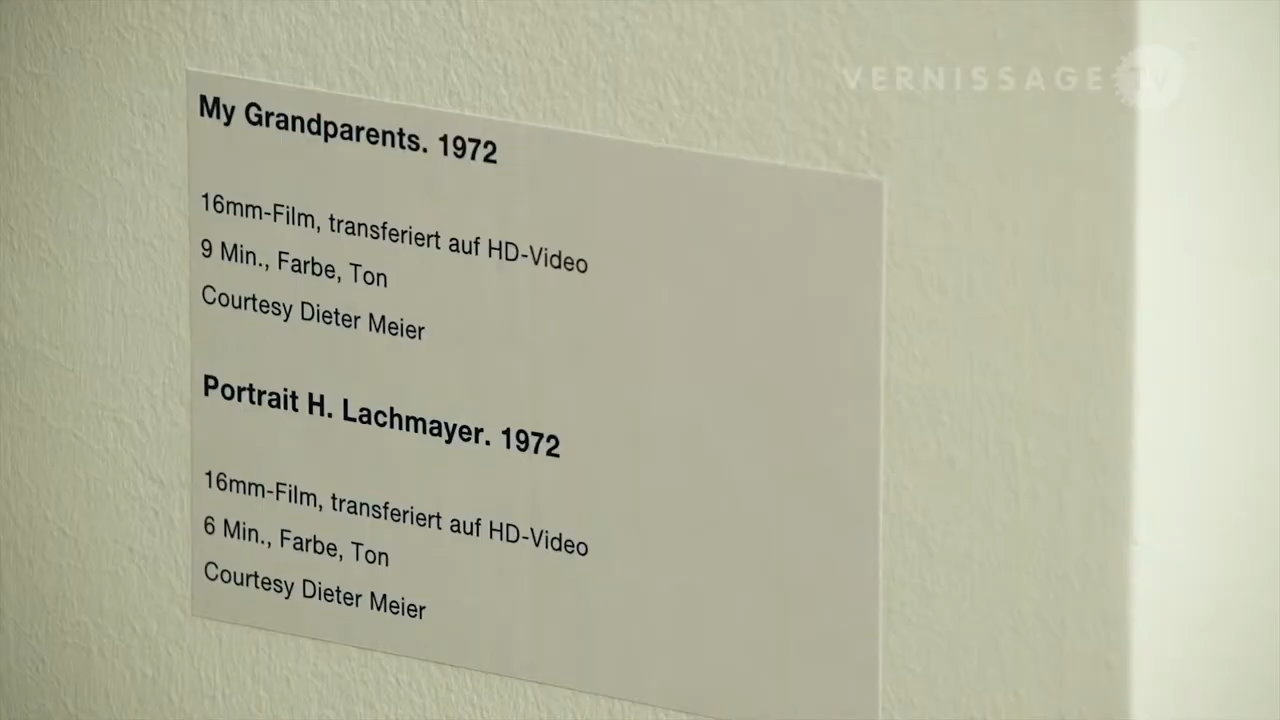 VERNISSAGE TV
My Grandparents. 1972
16mm-Film, transferiert auf HD-Video
9 Min., Farbe, Ton
Courtesy Dieter Meier
Portrait H. Lachmayer. 1972
16mm-Film, transferiert auf HD-Video
6 Min., Farbe, Ton
Courtesy Dieter Meier